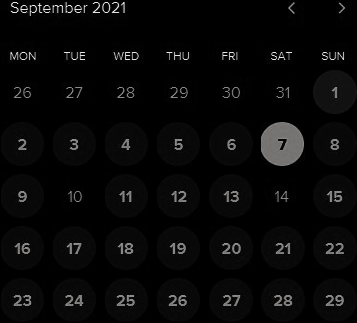 September 2021 < >
MON TUE WED THU FRI SAT SUN
26 27 28 29 30 31 1
2 3 4 5 6 7 8
9 10 11 12 13 14 15
16 17 18 19 20 21 22
23 24 25 26 27 28 29